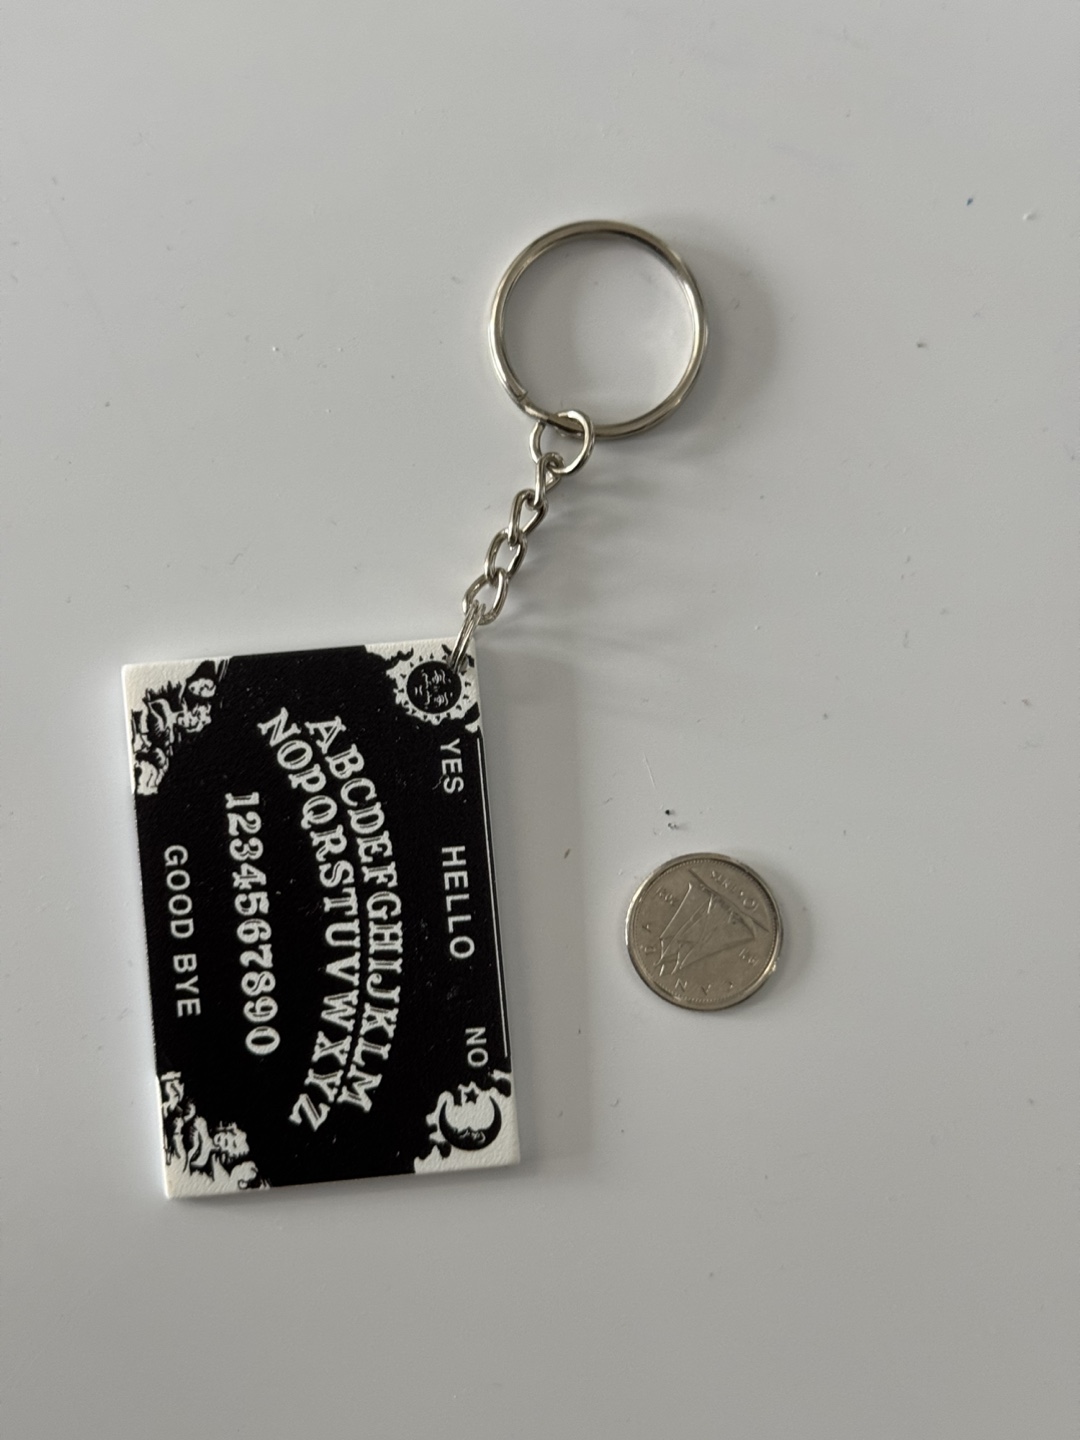 YES HELLO NO
ABCDEFGHIJKLM
NOPQRSTUVWXYZ
1234567890
GOOD BYE